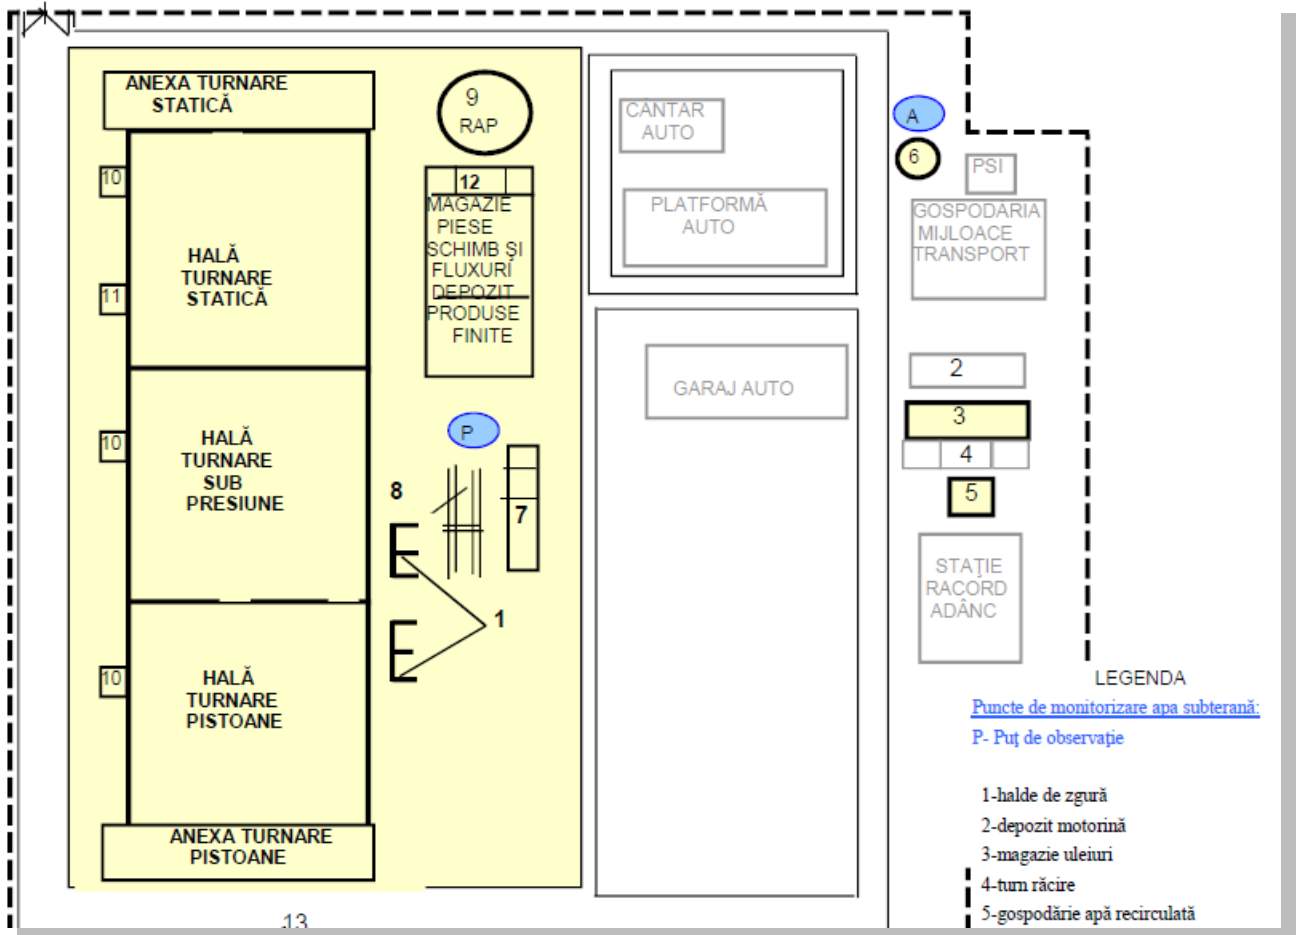 ANEXA TURNARE
STATICĂ
10
HALĂ
TURNARE
STATICĂ
11
10
HALĂ
TURNARE
SUB
PRESIUNE
10
HALĂ
TURNARE
PISTOANE
ANEXA TURNARE
PISTOANE
13
9
RAP
12
MAGAZIE
PIESE
SCHIMB ŞI
FLUXURI
DEPOZIT
PRODUSE
FINITE
P
8
7
1
CÂNTAR
AUTO
PLATFORMĂ
AUTO
GARAJ AUTO
A
6
PSI
GOSPODĂRIA
MIJLOACE
TRANSPORT
2
3
4
5
STAŢIE
RACORD
ADÂNC
LEGENDA
Puncte de monitorizare apa subterană:
P- Puţ de observaţie
1-halde de zgură
2-depozit motorină
3-magazie uleiuri
4-turn răcire
5-gospodărie apă recirculată